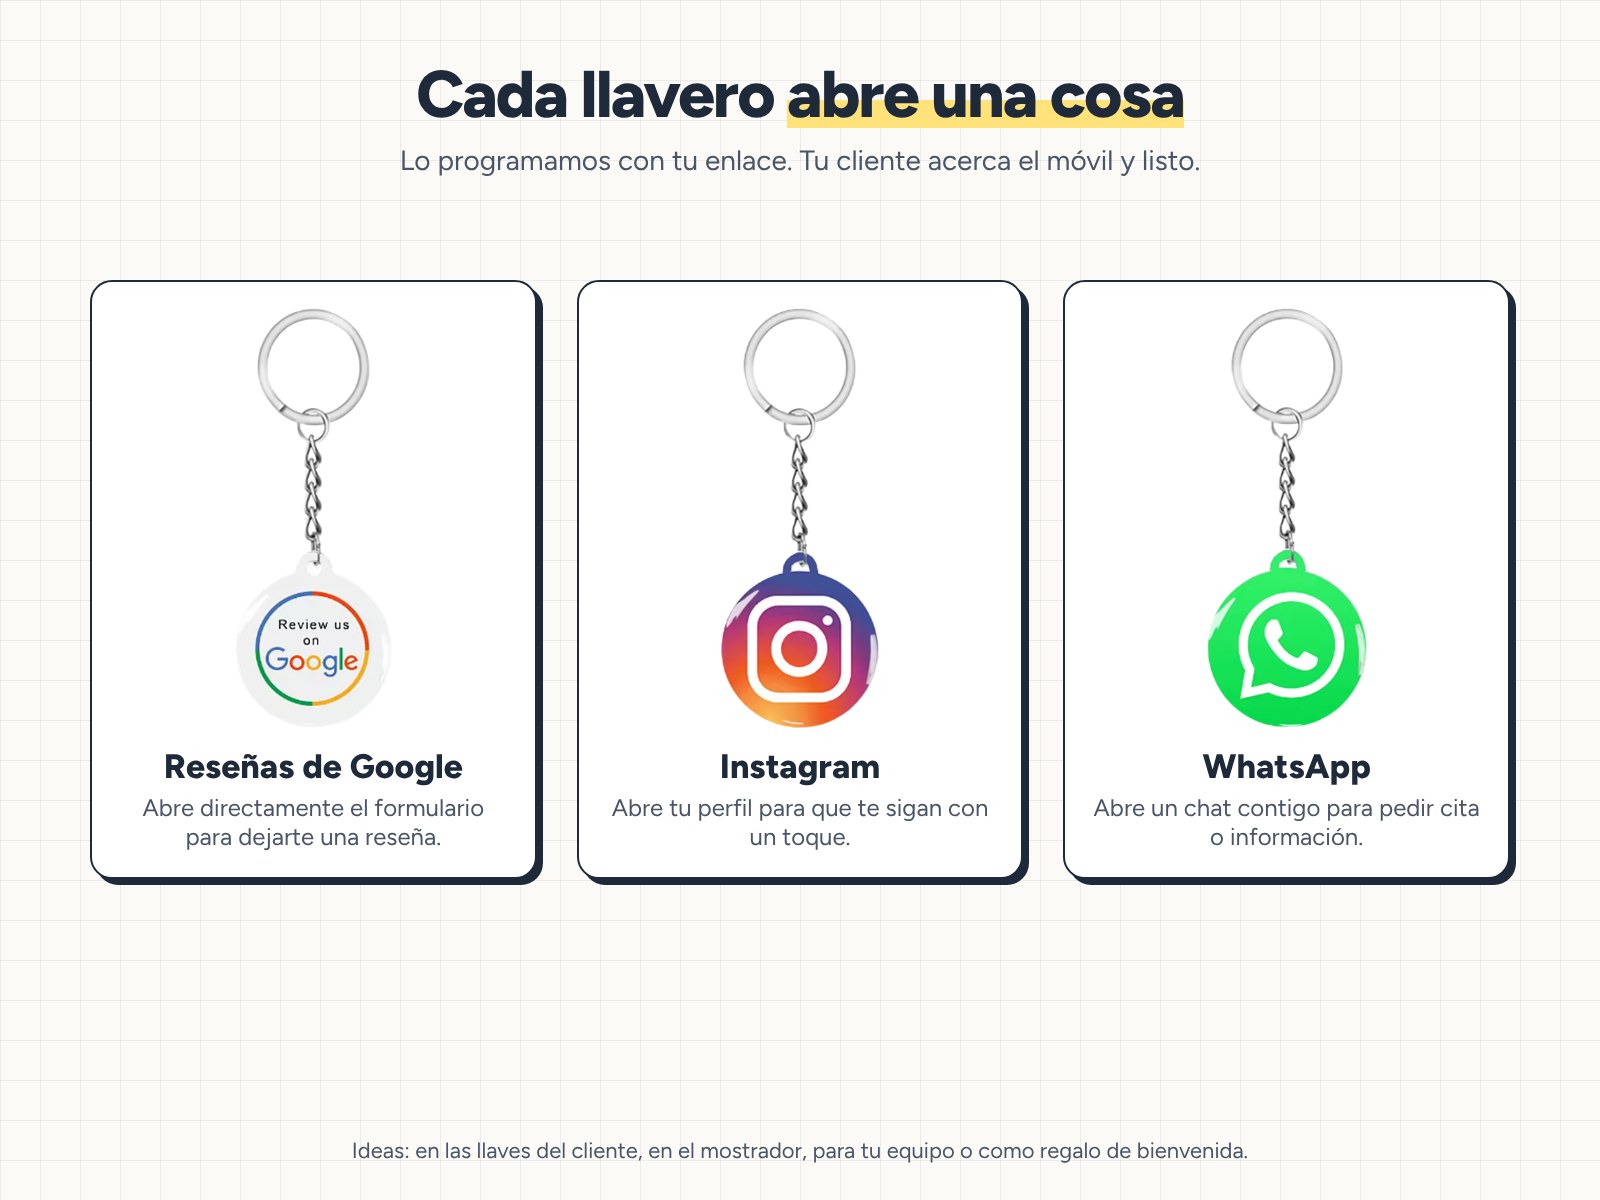 Cada llavero abre una cosa
Lo programamos con tu enlace. Tu cliente acerca el móvil y listo.
Review us
on
Google
Reseñas de Google
Abre directamente el formulario
para dejarte una reseña.
Instagram
Abre tu perfil para que te sigan con
un toque.
WhatsApp
Abre un chat contigo para pedir cita
o información.
Ideas: en las llaves del cliente, en el mostrador, para tu equipo o como regalo de bienvenida.